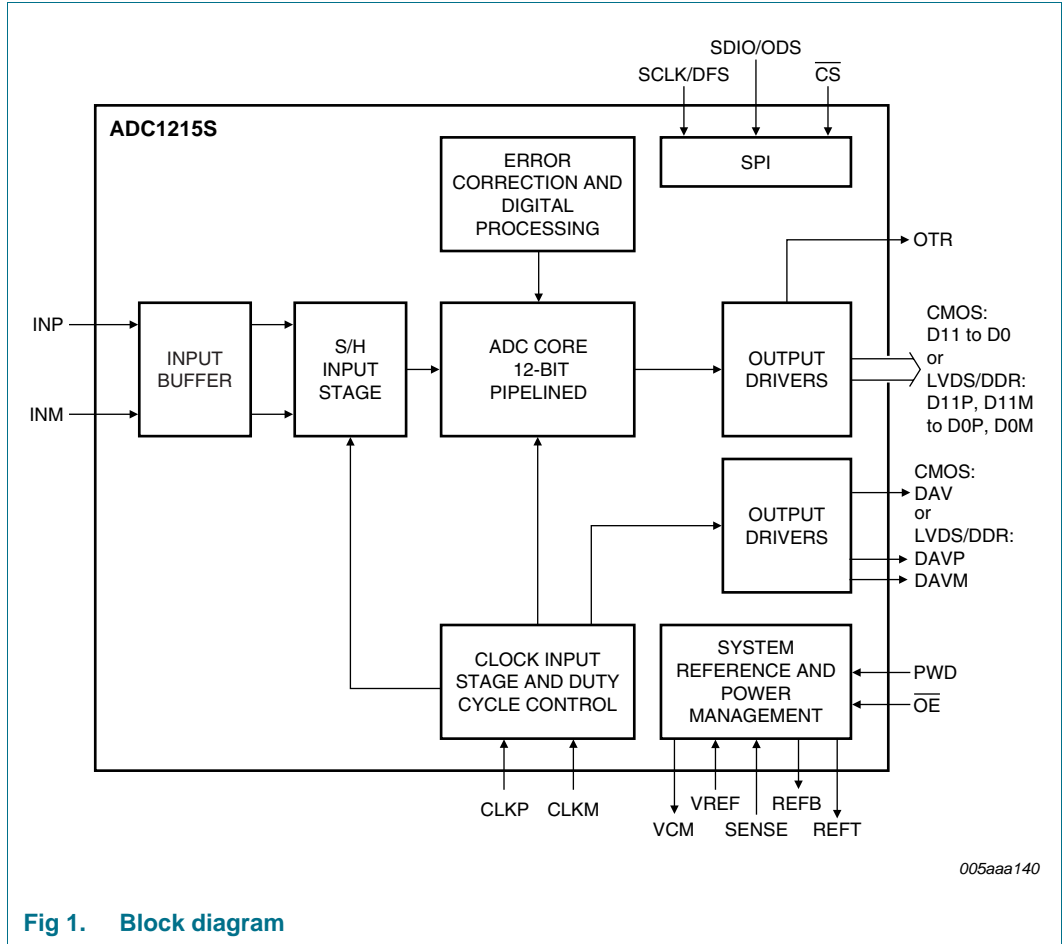 SDIO/ODS
SCLK/DFS
CS
ADC1215S
ERROR
CORRECTION AND
DIGITAL
PROCESSING
SPI
OTR
INP
INM
INPUT
BUFFER
S/H
INPUT
STAGE
ADC CORE
12-BIT
PIPELINED
OUTPUT
DRIVERS
CMOS:
D11 to D0
or
LVDS/DDR:
D11P, D11M
to D0P, D0M
OUTPUT
DRIVERS
CMOS:
DAV
or
LVDS/DDR:
DAVP
DAVM
CLOCK INPUT
STAGE AND DUTY
CYCLE CONTROL
SYSTEM
REFERENCE AND
POWER
MANAGEMENT
PWD
OE
CLKP
CLKM
VCM
VREF
SENSE
REFB
REFT
005aaa140
Fig 1. Block diagram